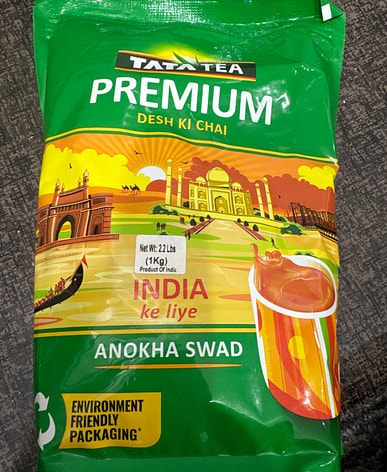 TATA TEA
PREMIUM
DESH KI CHAI
Net Wt: 2.2 Lbs
(1Kg)
Product Of India
INDIA
ke liye
ANOKHA SWAD
ENVIRONMENT
FRIENDLY
PACKAGING*